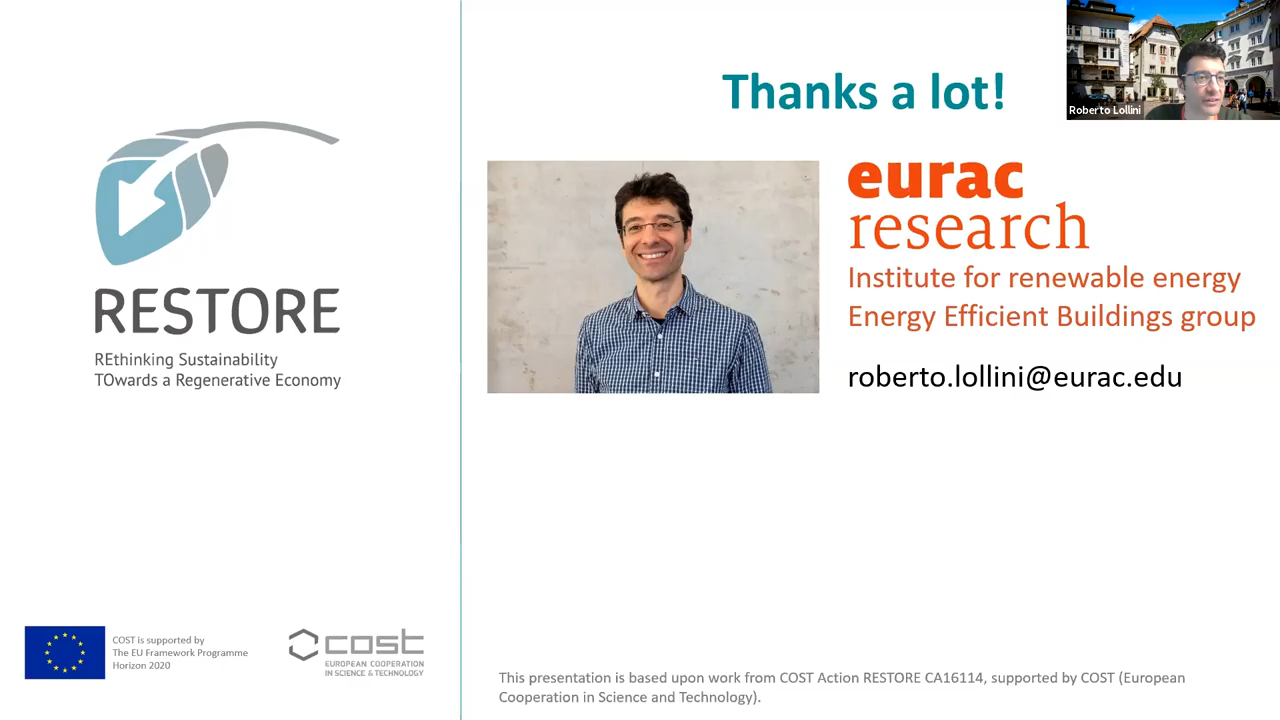 Thanks a lot!
Roberto Lollini
eurac
research
Institute for renewable energy
Energy Efficient Buildings group
roberto.lollini@eurac.edu
RESTORE
REthinking Sustainability
TOwards a Regenerative Economy
COST is supported by
The EU Framework Programme
Horizon 2020
cost
EUROPEAN COOPERATION
IN SCIENCE & TECHNOLOGY
This presentation is based upon work from COST Action RESTORE CA16114, supported by COST (European
Cooperation in Science and Technology).